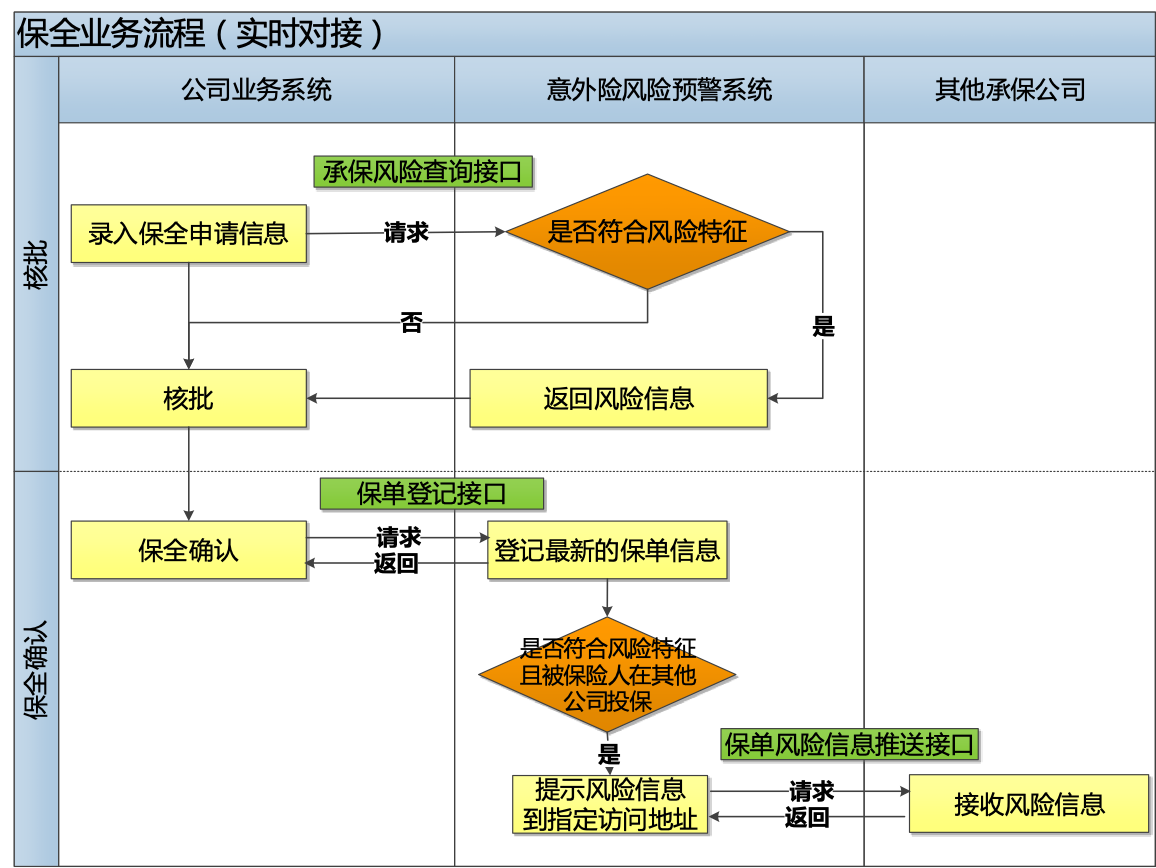 保全业务流程（实时对接）
公司业务系统
意外险风险预警系统
其他承保公司
核批
承保风险查询接口
录入保全申请信息
请求
是否符合风险特征
否
是
核批
返回风险信息
保全确认
保单登记接口
保全确认
请求
返回
登记最新的保单信息
是否符合风险特征
且被保险人在其他
公司投保
是
保单风险信息推送接口
提示风险信息
到指定访问地址
请求
返回
接收风险信息